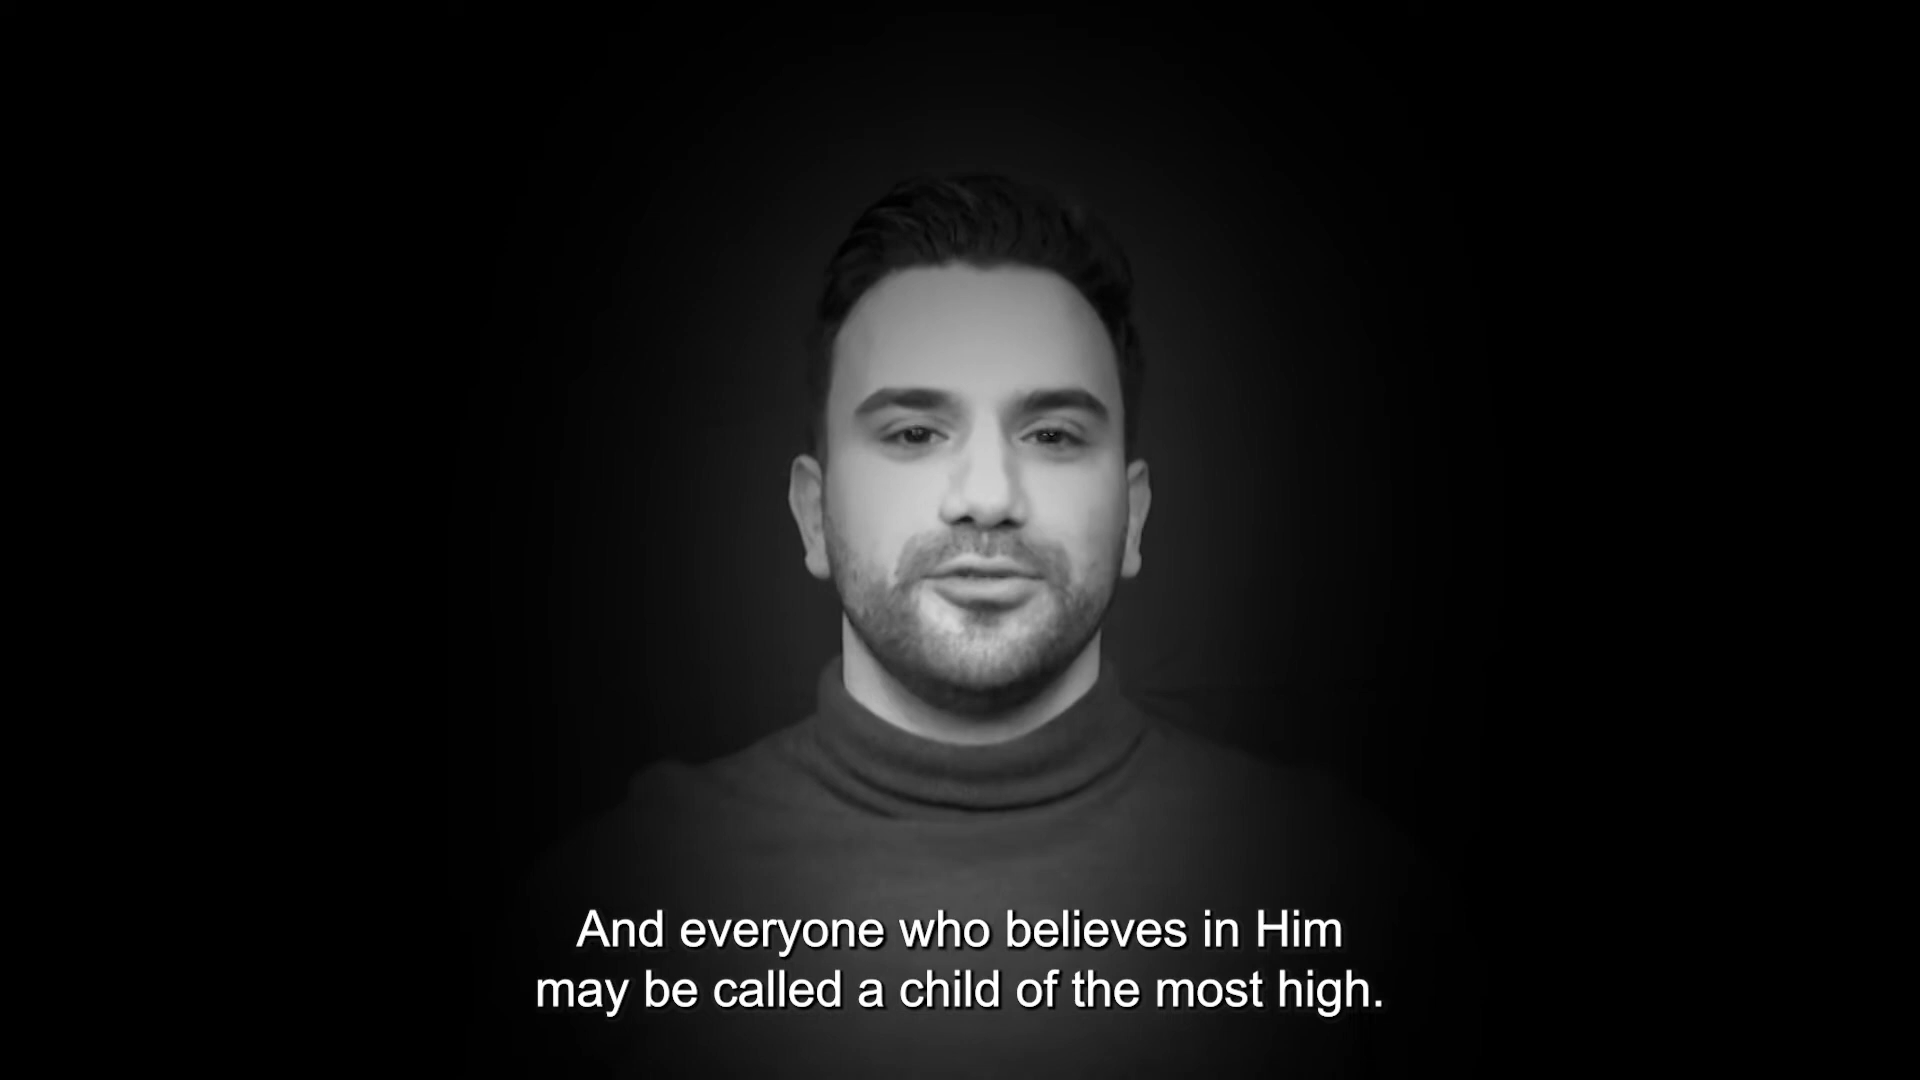 And everyone who believes in Him
may be called a child of the most high.